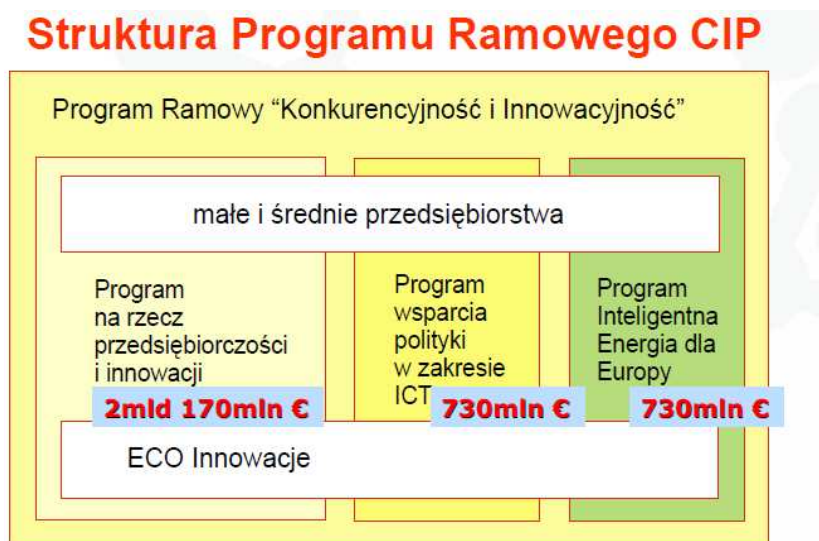 Struktura Programu Ramowego CIP
Program Ramowy “Konkurencyjność i Innowacyjność”
małe i średnie przedsiębiorstwa
Program
na rzecz
przedsiębiorczości
i innowacji
2mld 170mln €
Program
wsparcia
polityki
w zakresie
ICT
730mln €
Program
Inteligentna
Energia dla
Europy
730mln €
ECO Innowacje